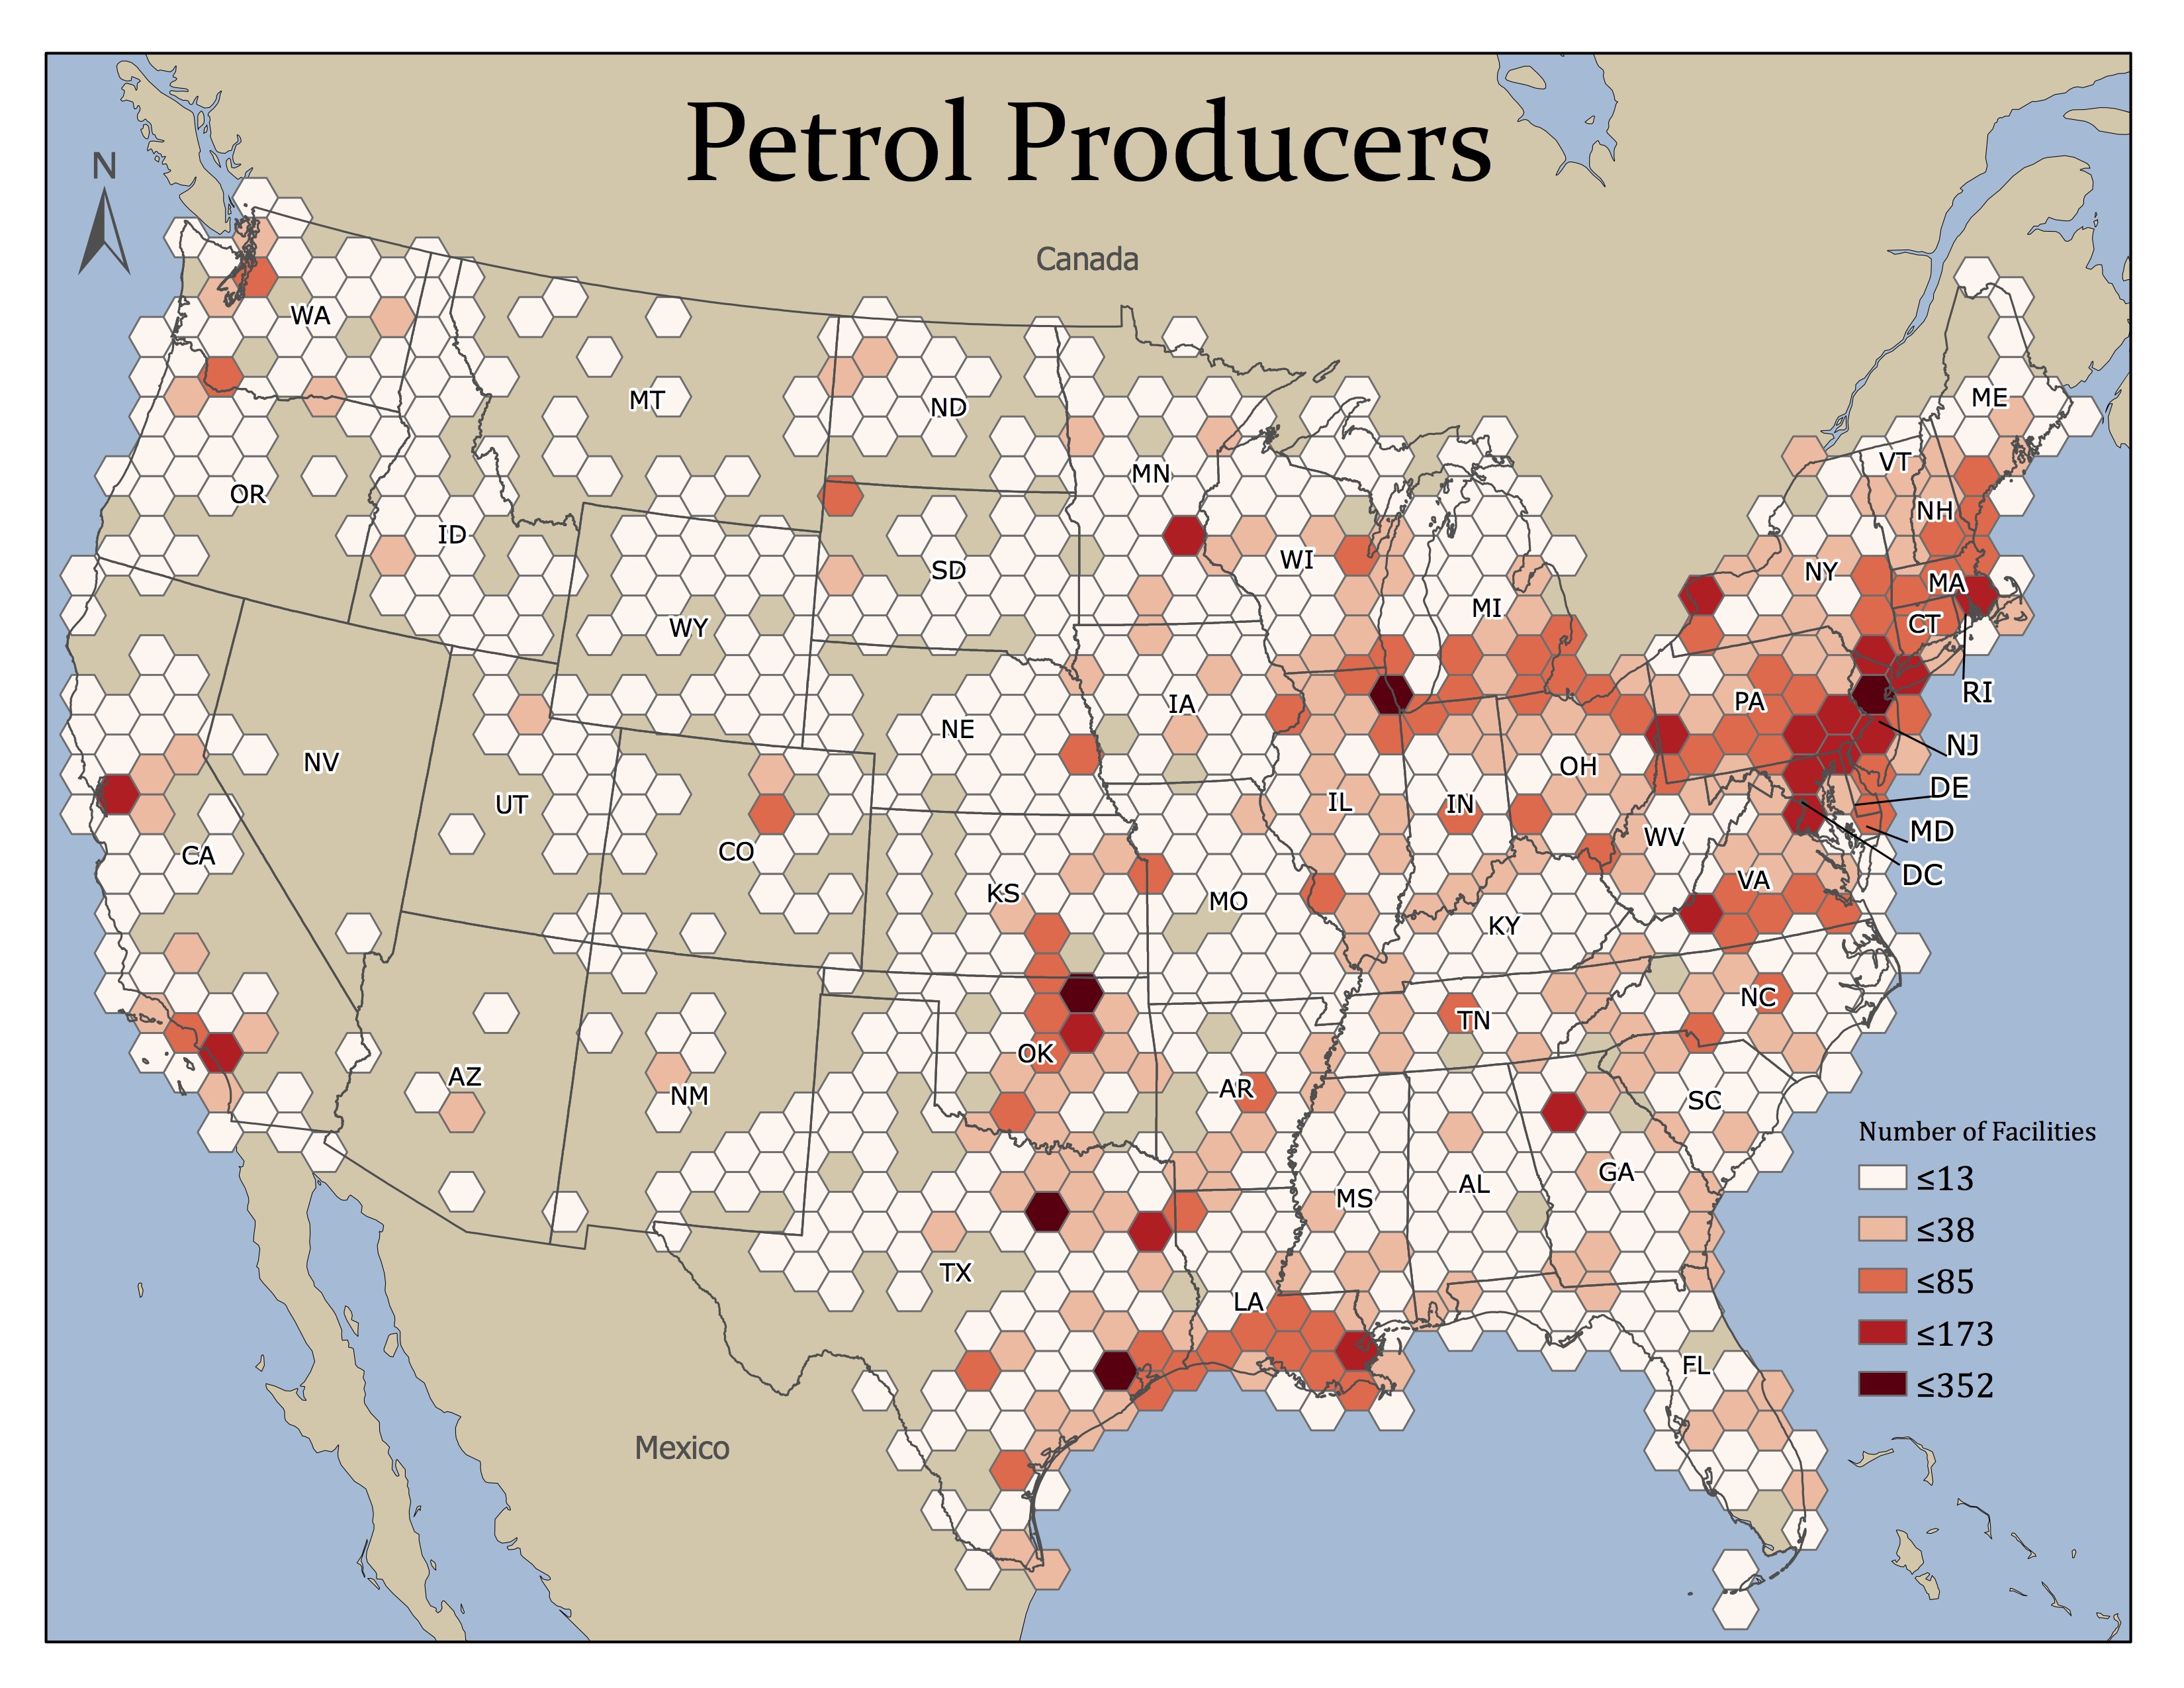 Petrol Producers
N
Canada
WA
MT
ND
ME
MN
VT
OR
NH
ID
WI
SD
NY
MA
MI
WY
CT
RI
PA
IA
NE
NJ
NV
OH
DE
UT
IL
IN
MD
WV
CO
CA
DC
VA
KS
MO
KY
NC
TN
OK
AZ
AR
NM
SC
Number of Facilities
GA
≤13
AL
MS
≤38
TX
≤85
LA
≤173
FL
≤352
Mexico